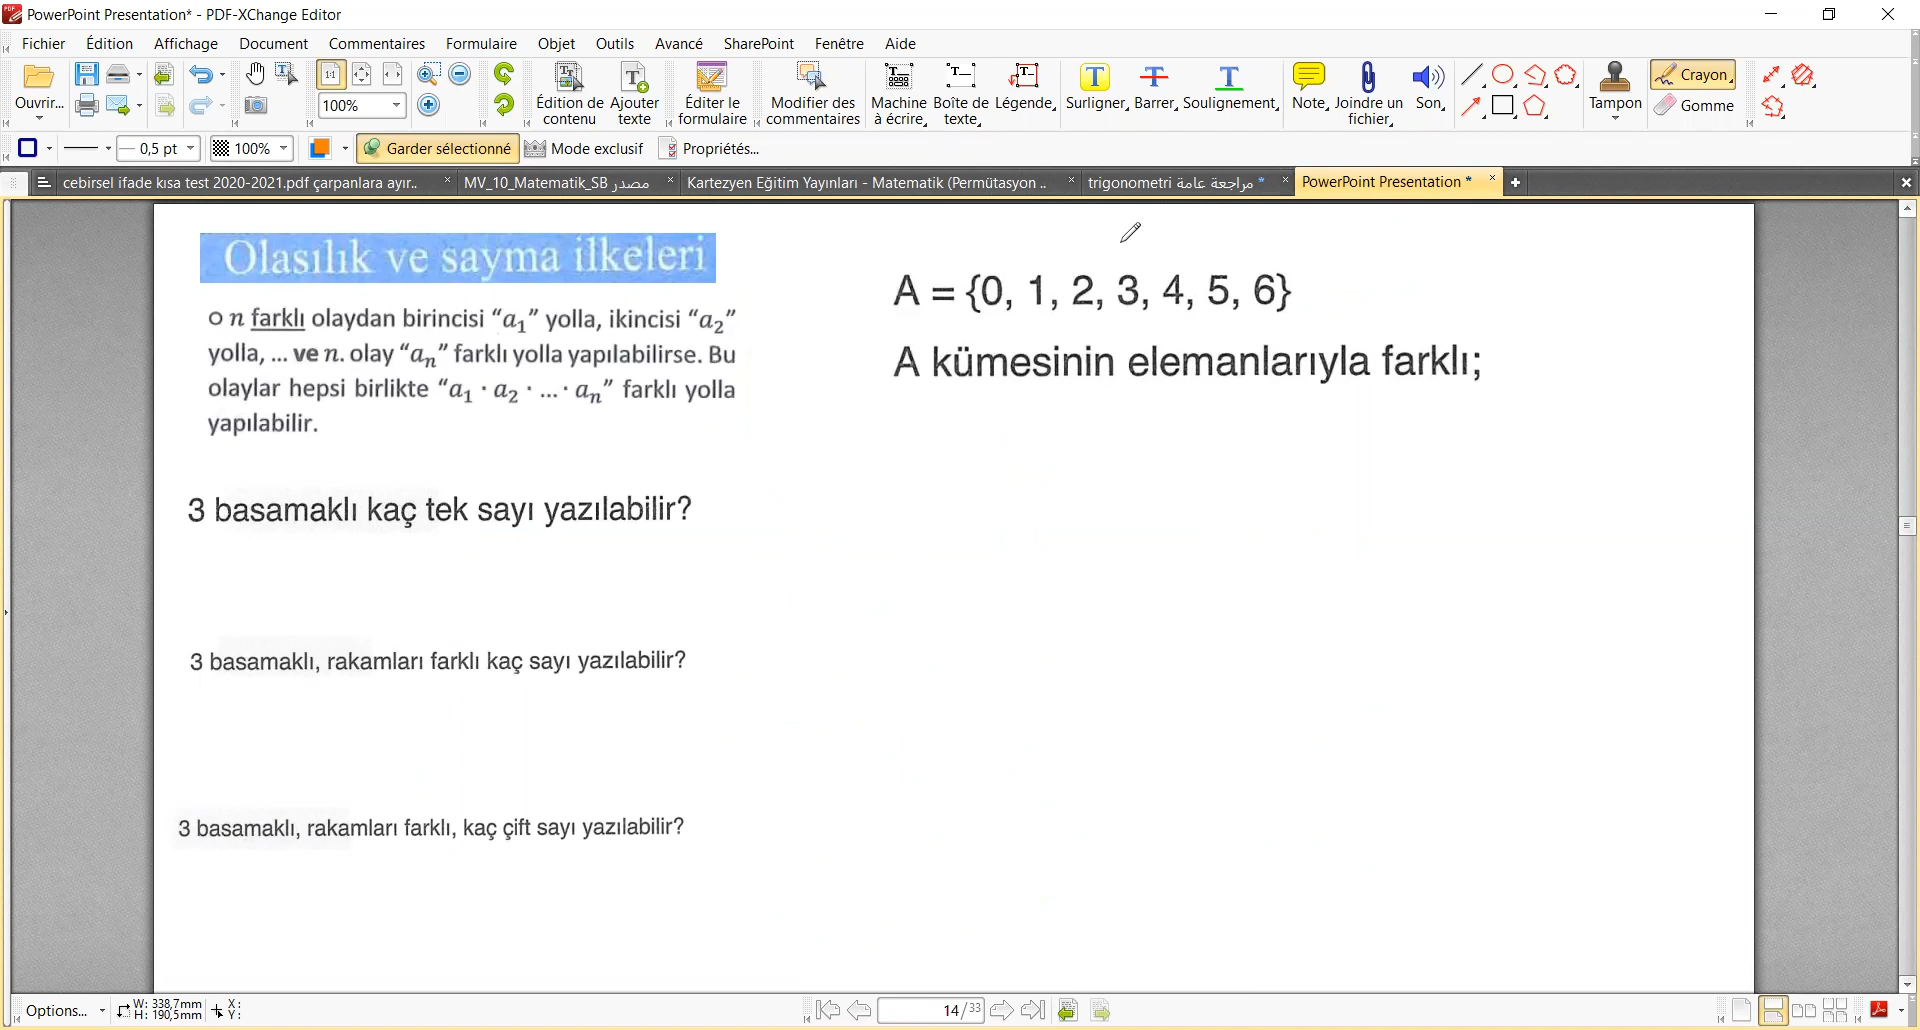 PowerPoint Presentation* - PDF-XChange Editor
Fichier Édition Affichage Document Commentaires Formulaire Objet Outils Avancé SharePoint Fenêtre Aide
Ouvrir...
100%
Édition de contenu
Ajouter texte
Éditer le formulaire
Modifier des commentaires
Machine à écrire
Boîte de texte
Légende
Surligner
Barrer
Soulignement
Note
Joindre un fichier
Son
Tampon
Crayon
Gomme
0,5 pt 100% Garder sélectionné Mode exclusif Propriétés...
cebirsel ifade kısa test 2020-2021.pdf çarpanlara ayır.. MV_10_Matematik_SB مصدر Kartezyen Eğitim Yayınları - Matematik (Permütasyon .. trigonometri مراجعة عامة * PowerPoint Presentation *
Olasılık ve sayma ilkeleri
○ n farklı olaydan birincisi “a₁” yolla, ikincisi “a₂”
yolla, ... ve n. olay “aₙ” farklı yolla yapılabilirse. Bu
olaylar hepsi birlikte “a₁ · a₂ · ... · aₙ” farklı yolla
yapılabilir.
A = {0, 1, 2, 3, 4, 5, 6}
A kümesinin elemanlarıyla farklı;
3 basamaklı kaç tek sayı yazılabilir?
3 basamaklı, rakamları farklı kaç sayı yazılabilir?
3 basamaklı, rakamları farklı, kaç çift sayı yazılabilir?
Options... W: 338,7mm X:
H: 190,5mm Y:
14 / 33